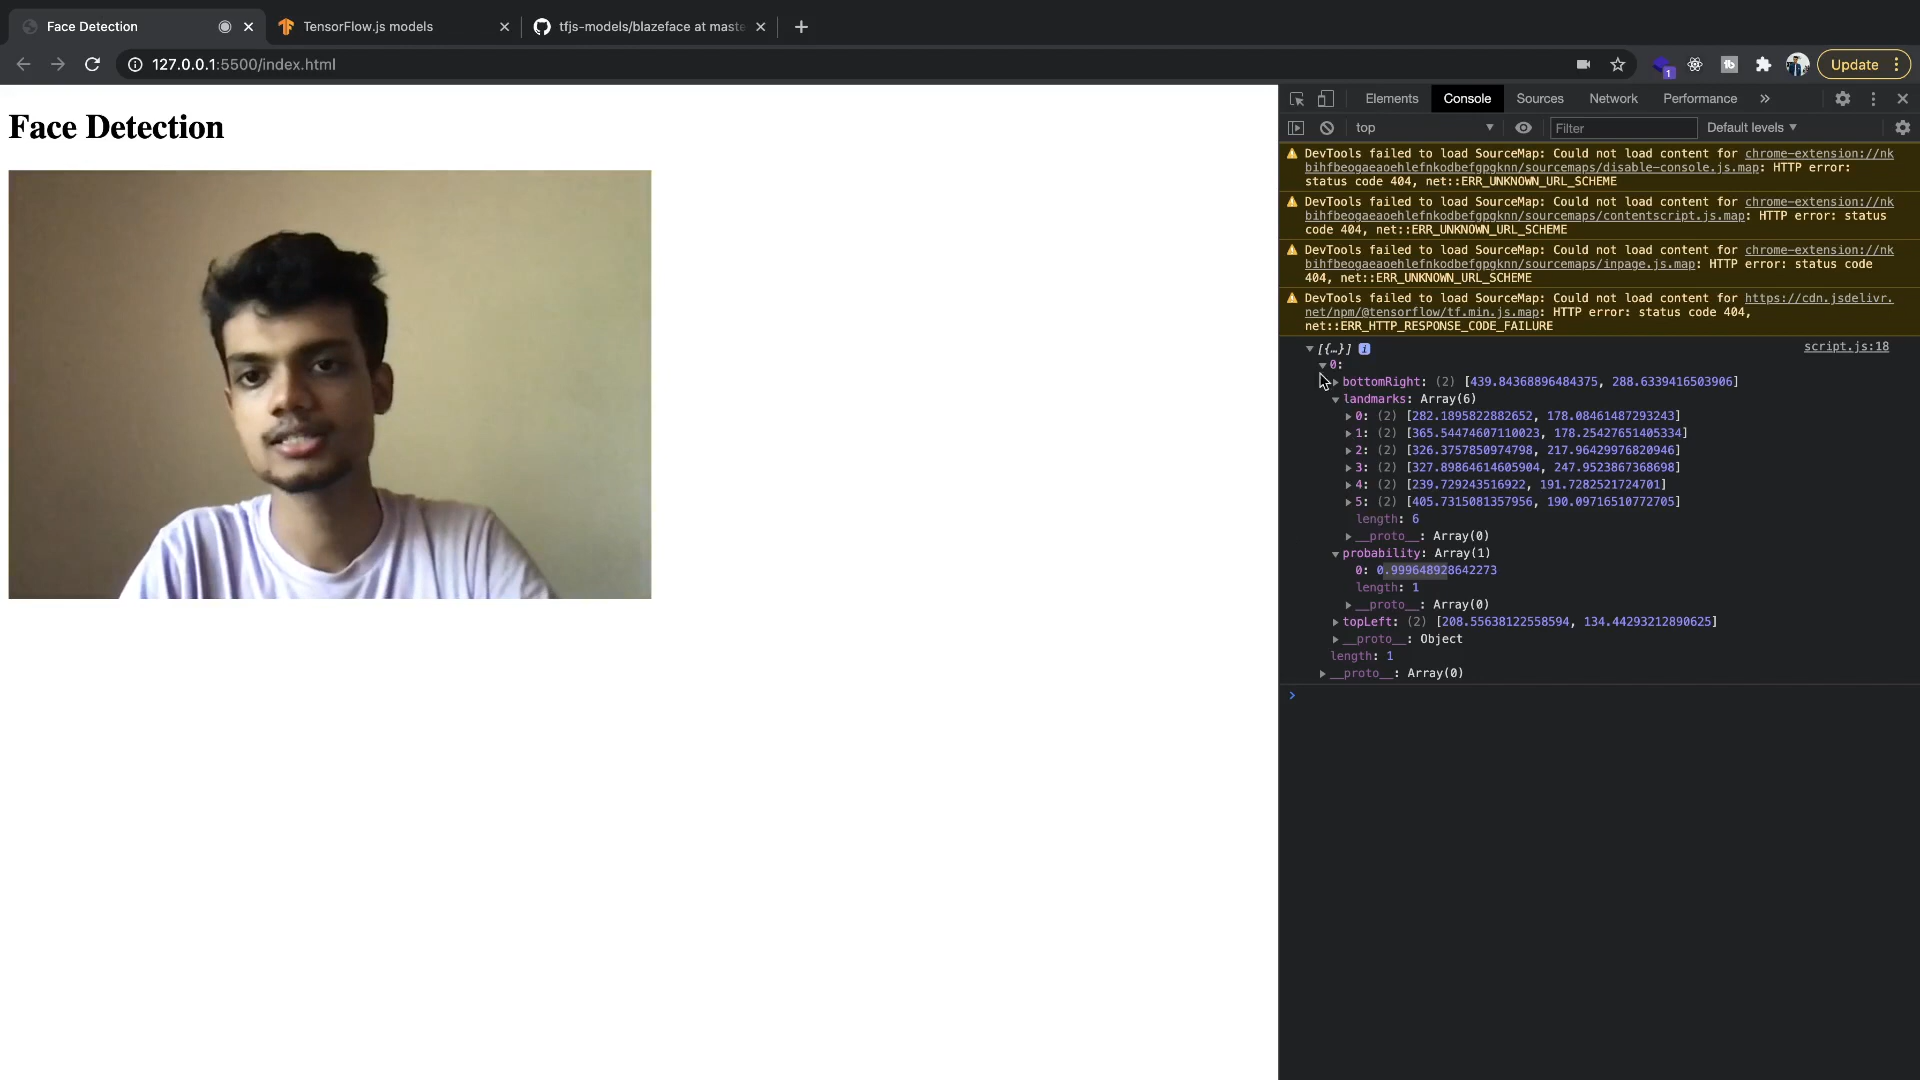 Face Detection
TensorFlow.js models
tfjs-models/blazeface at maste
127.0.0.1:5500/index.html
1
Update
Face Detection
Elements Console Sources Network Performance
top
Filter
Default levels
DevTools failed to load SourceMap: Could not load content for chrome-extension://nk
bihfbeogaeaoehlefnkodbefgpgknn/sourcemaps/disable-console.js.map: HTTP error:
status code 404, net::ERR_UNKNOWN_URL_SCHEME
DevTools failed to load SourceMap: Could not load content for chrome-extension://nk
bihfbeogaeaoehlefnkodbefgpgknn/sourcemaps/contentscript.js.map: HTTP error: status
code 404, net::ERR_UNKNOWN_URL_SCHEME
DevTools failed to load SourceMap: Could not load content for chrome-extension://nk
bihfbeogaeaoehlefnkodbefgpgknn/sourcemaps/inpage.js.map: HTTP error: status code
404, net::ERR_UNKNOWN_URL_SCHEME
DevTools failed to load SourceMap: Could not load content for https://cdn.jsdelivr.
net/npm/@tensorflow/tf.min.js.map: HTTP error: status code 404,
net::ERR_HTTP_RESPONSE_CODE_FAILURE
[{…}] i script.js:18
0:
bottomRight: (2) [439.84368896484375, 288.6339416503906]
landmarks: Array(6)
0: (2) [282.1895822882652, 178.08461487293243]
1: (2) [365.54474607110023, 178.25427651405334]
2: (2) [326.3757850974798, 217.96429976820946]
3: (2) [327.89864614605904, 247.9523867368698]
4: (2) [239.729243516922, 191.7282521724701]
5: (2) [405.7315081357956, 190.09716510772705]
length: 6
__proto__: Array(0)
probability: Array(1)
0: 0.999648928642273
length: 1
__proto__: Array(0)
topLeft: (2) [208.55638122558594, 134.44293212890625]
__proto__: Object
length: 1
__proto__: Array(0)